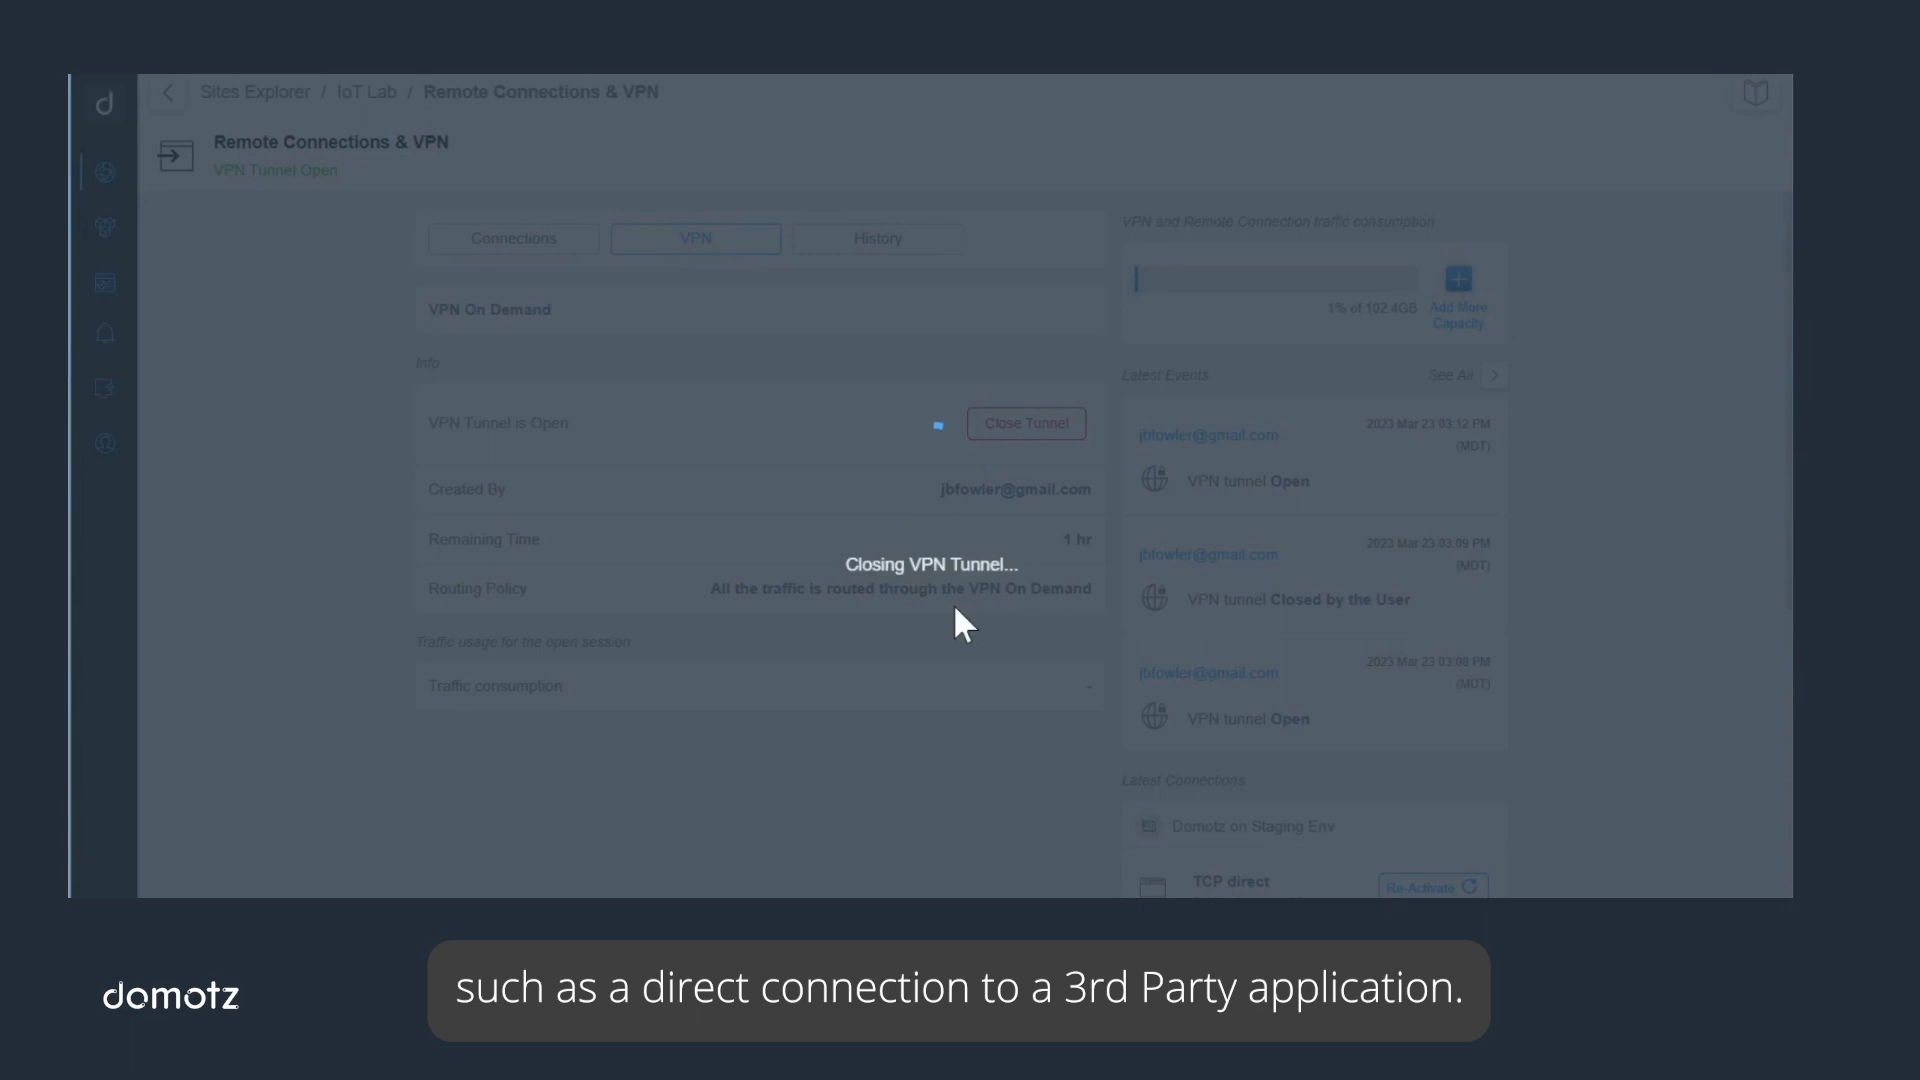 d
Sites Explorer / IoT Lab / Remote Connections & VPN
Remote Connections & VPN
VPN Tunnel Open
Connections VPN History
VPN On Demand
Info
VPN Tunnel is Open Close Tunnel
Created By jbfowler@gmail.com
Remaining Time 1 hr
Closing VPN Tunnel...
Routing Policy All the traffic is routed through the VPN On Demand
Traffic usage for the open session
Traffic consumption -
VPN and Remote Connection traffic consumption
1% of 102.4GB
Add More
Capacity
Latest Events See All
jbfowler@gmail.com 2023 Mar 23 03:12 PM
(MDT)
VPN tunnel Open
jbfowler@gmail.com 2023 Mar 23 03:09 PM
(MDT)
VPN tunnel Closed by the User
jbfowler@gmail.com 2023 Mar 23 03:08 PM
(MDT)
VPN tunnel Open
Latest Connections
Domotz on Staging Env
TCP direct Re-Activate
domotz
such as a direct connection to a 3rd Party application.